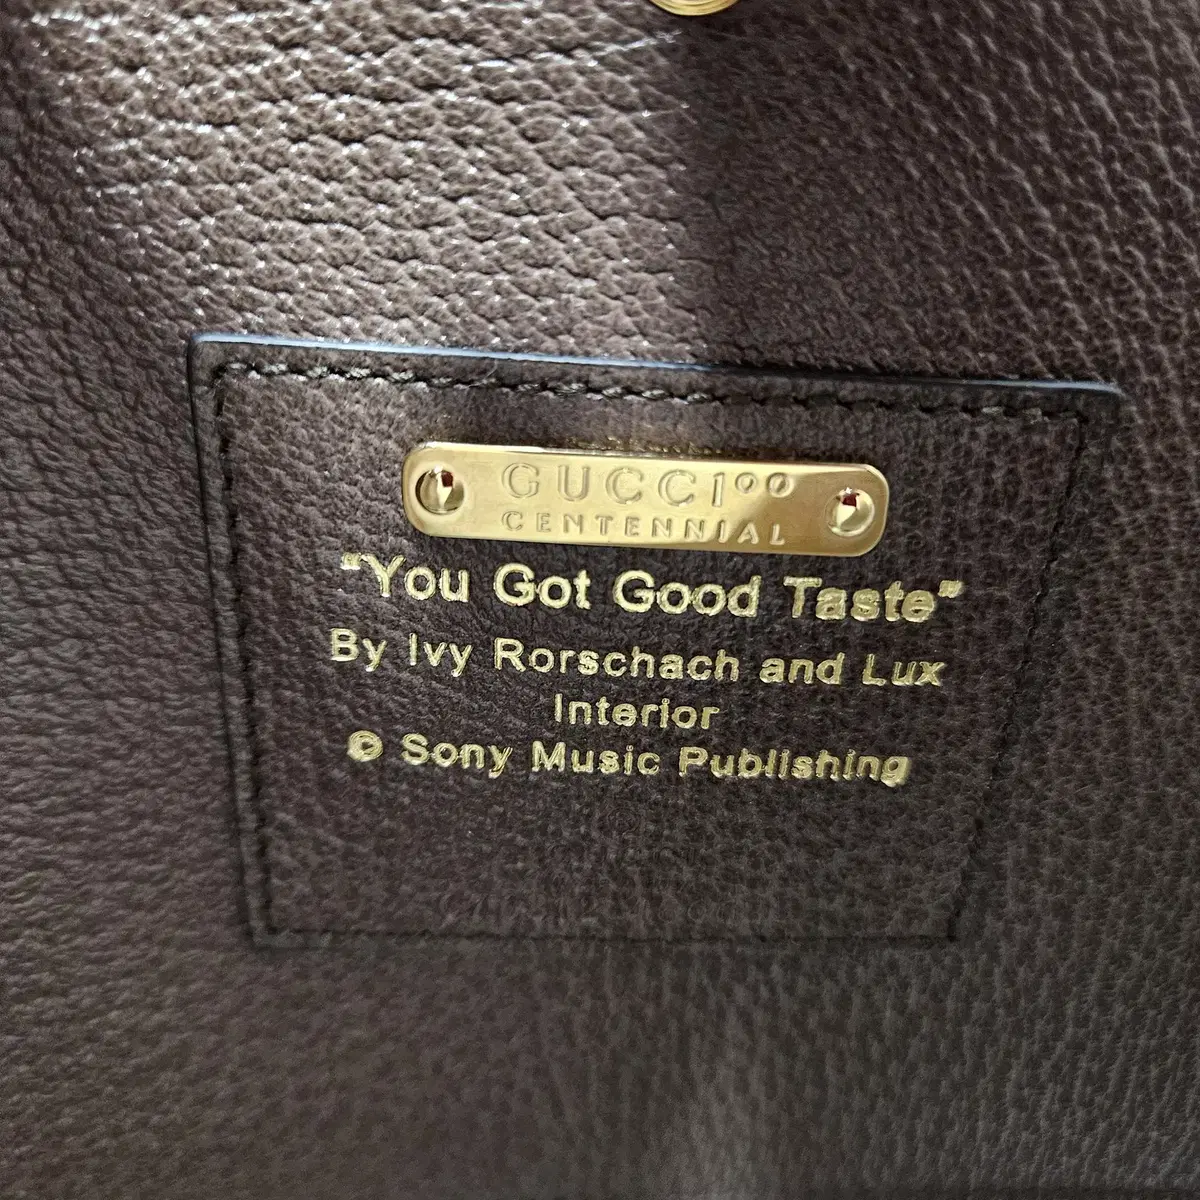 GUCCI100
CENTENNIAL
"You Got Good Taste"
By Ivy Rorschach and Lux
Interior
© Sony Music Publishing